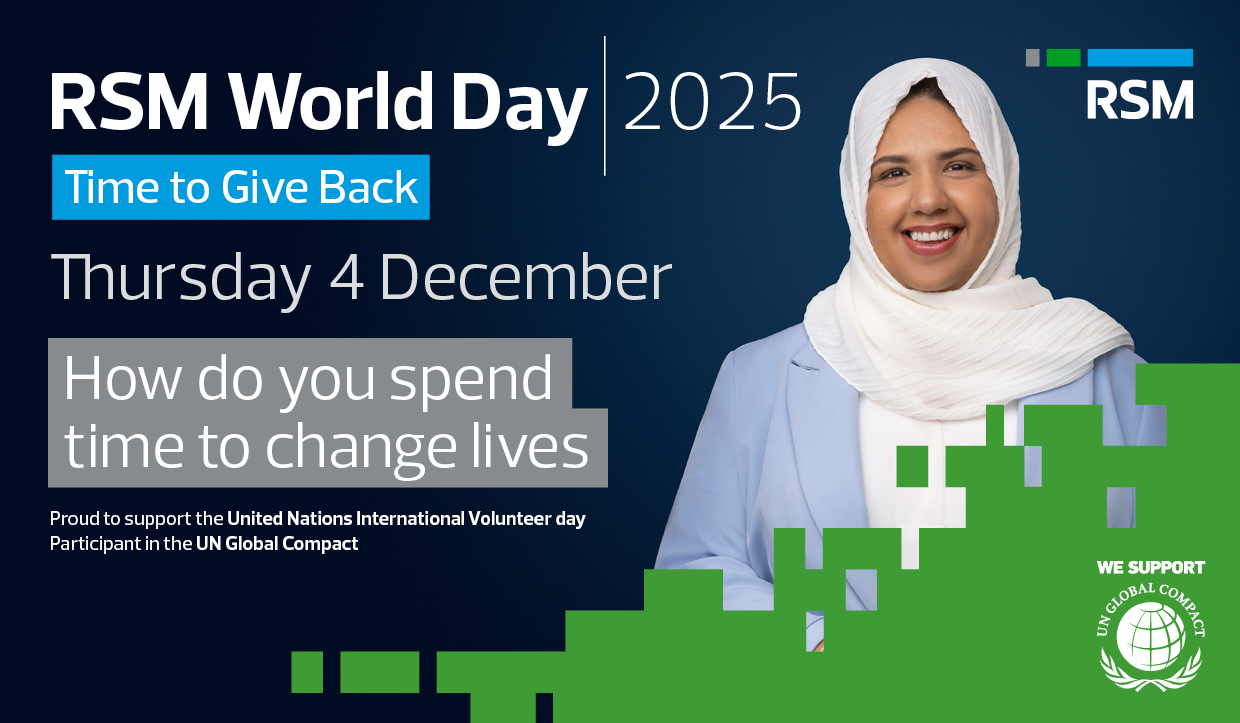 RSM World Day
2025
RSM
Time to Give Back
Thursday 4 December
How do you spend
time to change lives
Proud to support the United Nations International Volunteer day
Participant in the UN Global Compact
WE SUPPORT
UN GLOBAL COMPACT